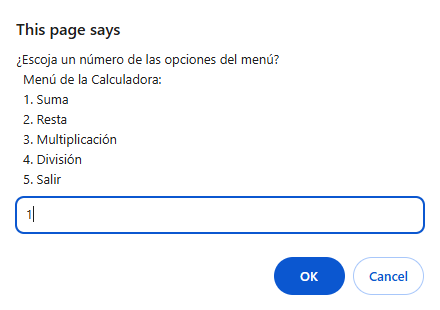 This page says
¿Escoja un número de las opciones del menú?
Menú de la Calculadora:
1. Suma
2. Resta
3. Multiplicación
4. División
5. Salir
1
OK
Cancel